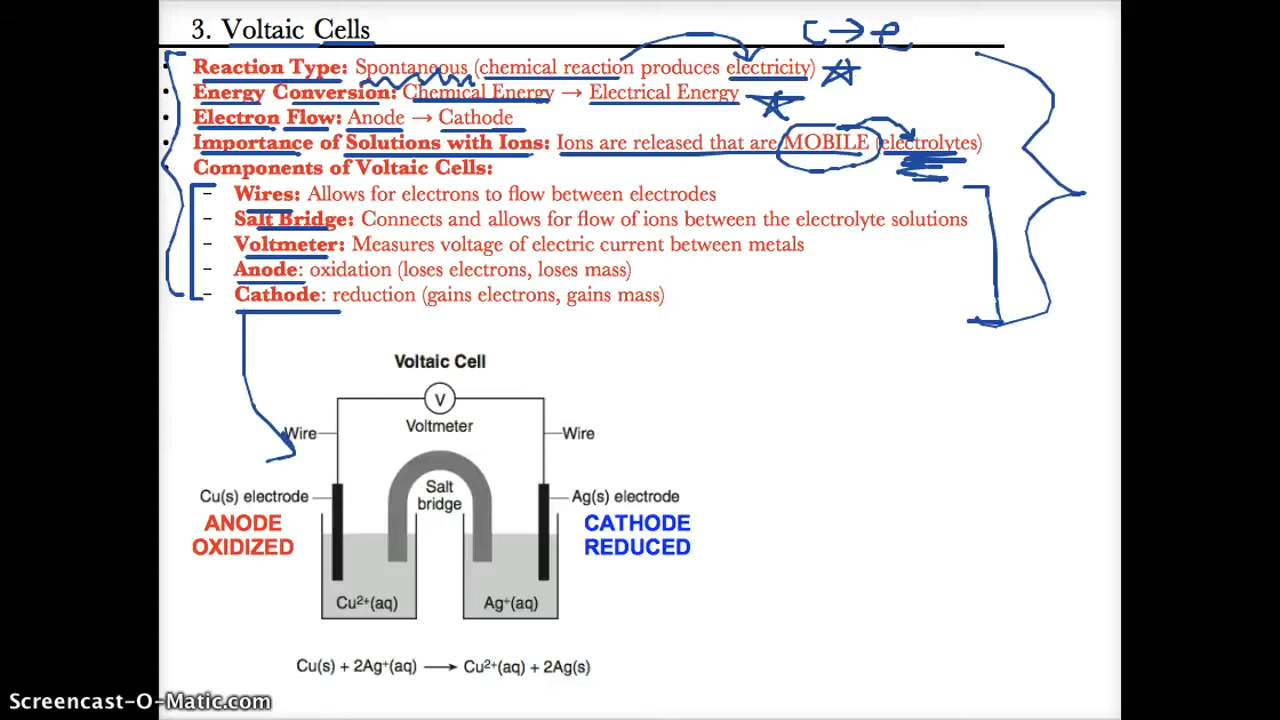 3. Voltaic Cells
C → e
• Reaction Type: Spontaneous (chemical reaction produces electricity)
• Energy Conversion: Chemical Energy → Electrical Energy
• Electron Flow: Anode → Cathode
• Importance of Solutions with Ions: Ions are released that are MOBILE (electrolytes)
Components of Voltaic Cells:
- Wires: Allows for electrons to flow between electrodes
- Salt Bridge: Connects and allows for flow of ions between the electrolyte solutions
- Voltmeter: Measures voltage of electric current between metals
- Anode: oxidation (loses electrons, loses mass)
- Cathode: reduction (gains electrons, gains mass)
Voltaic Cell
V
Voltmeter
Wire
Wire
Salt
bridge
Cu(s) electrode
Ag(s) electrode
ANODE
OXIDIZED
CATHODE
REDUCED
Cu²⁺(aq)
Ag⁺(aq)
Cu(s) + 2Ag⁺(aq) → Cu²⁺(aq) + 2Ag(s)
Screencast-O-Matic.com